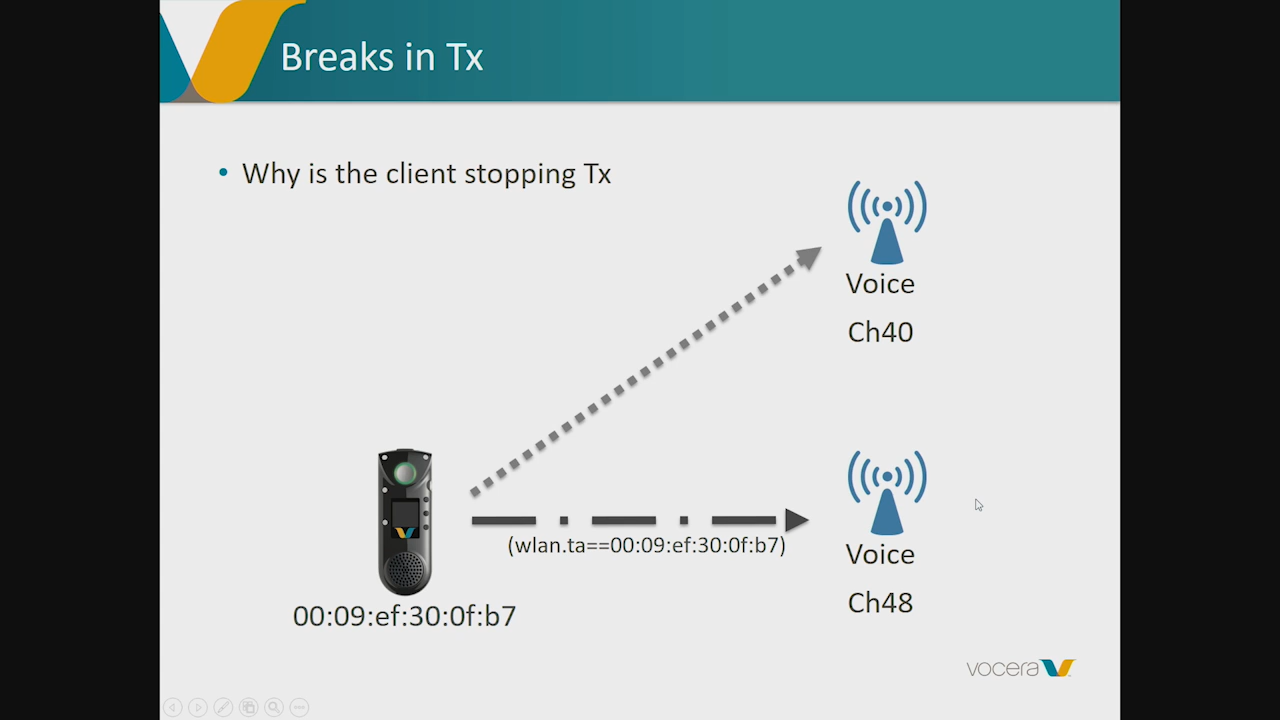 Breaks in Tx
• Why is the client stopping Tx
Voice
Ch40
(wlan.ta==00:09:ef:30:0f:b7)
Voice
Ch48
00:09:ef:30:0f:b7
vocera